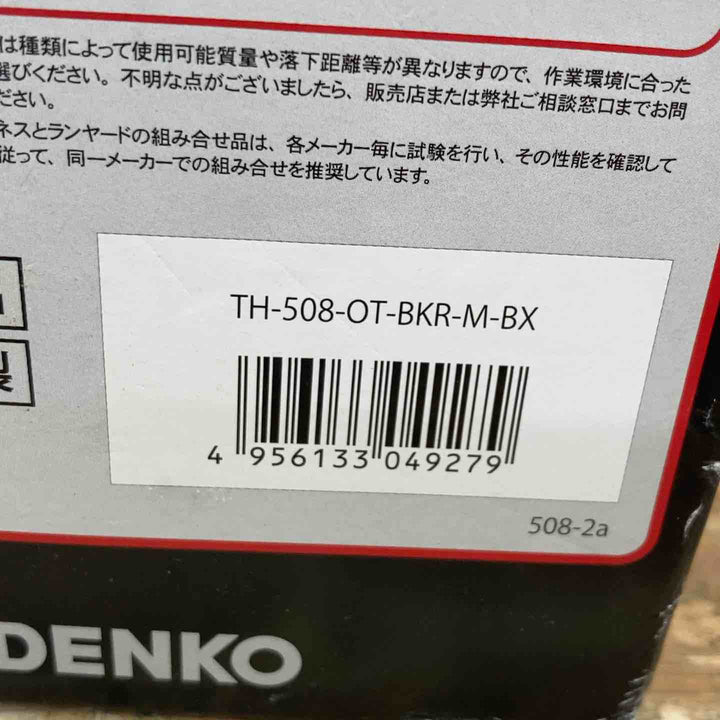 は種類によって使用可能質量や落下距離等が異なりますので、作業環境に合った
選びください。不明な点がございましたら、販売店または弊社ご相談窓口までお問
ださい。
ネスとランヤードの組み合せ品は、各メーカー毎に試験を行い、その性能を確認して
従って、同一メーカーでの組み合せを推奨しています。
TH-508-OT-BKR-M-BX
4 956133 049279
508-2a
DENKO